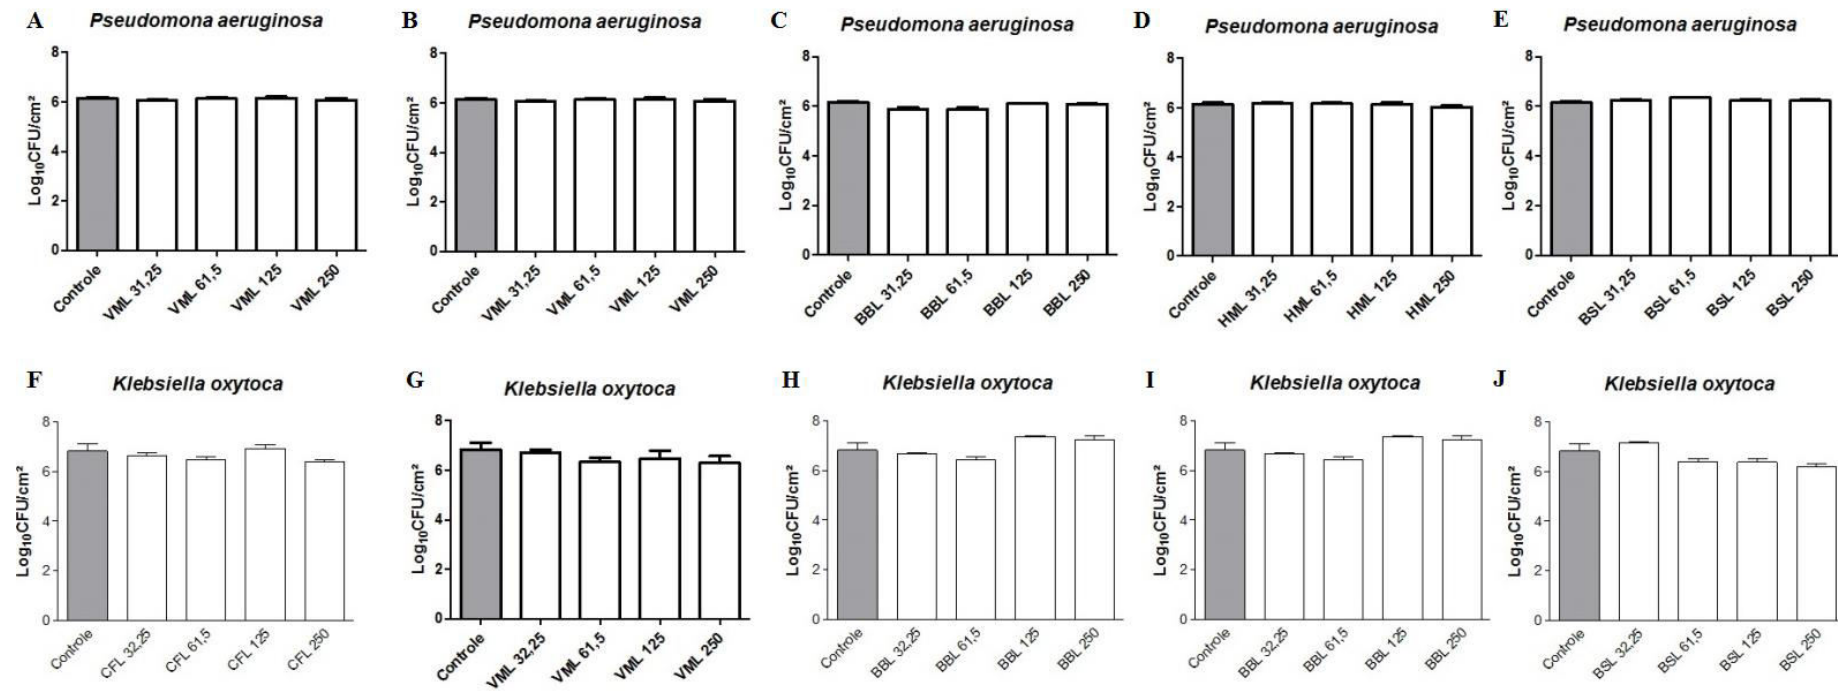 A
Pseudomona aeruginosa
Log₁₀CFU/cm²
8
6
4
2
0
Controle
VML 31,25
VML 61,5
VML 125
VML 250
B
Pseudomona aeruginosa
Log₁₀CFU/cm²
8
6
4
2
0
Controle
VML 31,25
VML 61,5
VML 125
VML 250
C
Pseudomona aeruginosa
Log₁₀CFU/cm²
8
6
4
2
0
Controle
BBL 31,25
BBL 61,5
BBL 125
BBL 250
D
Pseudomona aeruginosa
Log₁₀CFU/cm²
8
6
4
2
0
Controle
HML 31,25
HML 61,5
HML 125
HML 250
E
Pseudomona aeruginosa
Log₁₀CFU/cm²
8
6
4
2
0
Controle
BSL 31,25
BSL 61,5
BSL 125
BSL 250
F
Klebsiella oxytoca
Log₁₀CFU/cm²
8
6
4
2
0
Controle
CFL 32,25
CFL 61,5
CFL 125
CFL 250
G
Klebsiella oxytoca
Log₁₀CFU/cm²
8
6
4
2
0
Controle
VML 32,25
VML 61,5
VML 125
VML 250
H
Klebsiella oxytoca
Log₁₀CFU/cm²
8
6
4
2
0
Controle
BBL 32,25
BBL 61,5
BBL 125
BBL 250
I
Klebsiella oxytoca
Log₁₀CFU/cm²
8
6
4
2
0
Controle
BBL 32,25
BBL 61,5
BBL 125
BBL 250
J
Klebsiella oxytoca
Log₁₀CFU/cm²
8
6
4
2
0
Controle
BSL 32,25
BSL 61,5
BSL 125
BSL 250